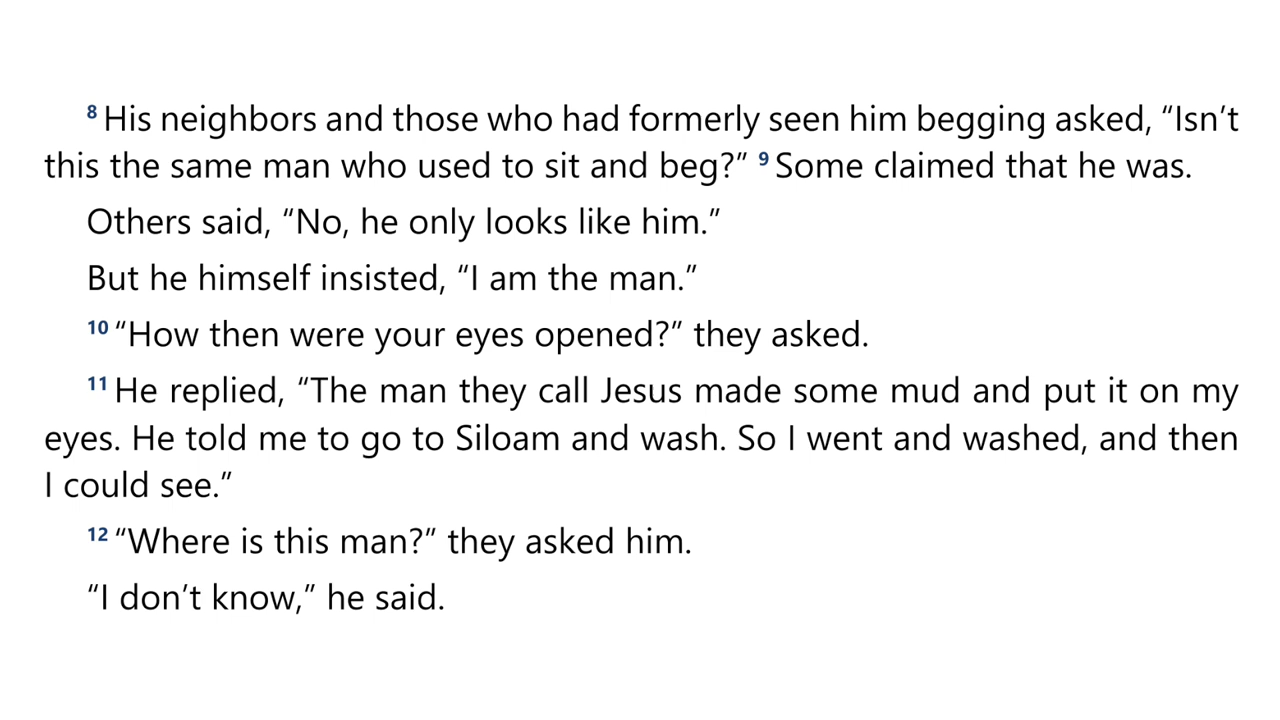 8 His neighbors and those who had formerly seen him begging asked, “Isn’t
this the same man who used to sit and beg?” 9 Some claimed that he was.
Others said, “No, he only looks like him.”
But he himself insisted, “I am the man.”
10 “How then were your eyes opened?” they asked.
11 He replied, “The man they call Jesus made some mud and put it on my
eyes. He told me to go to Siloam and wash. So I went and washed, and then
I could see.”
12 “Where is this man?” they asked him.
“I don’t know,” he said.